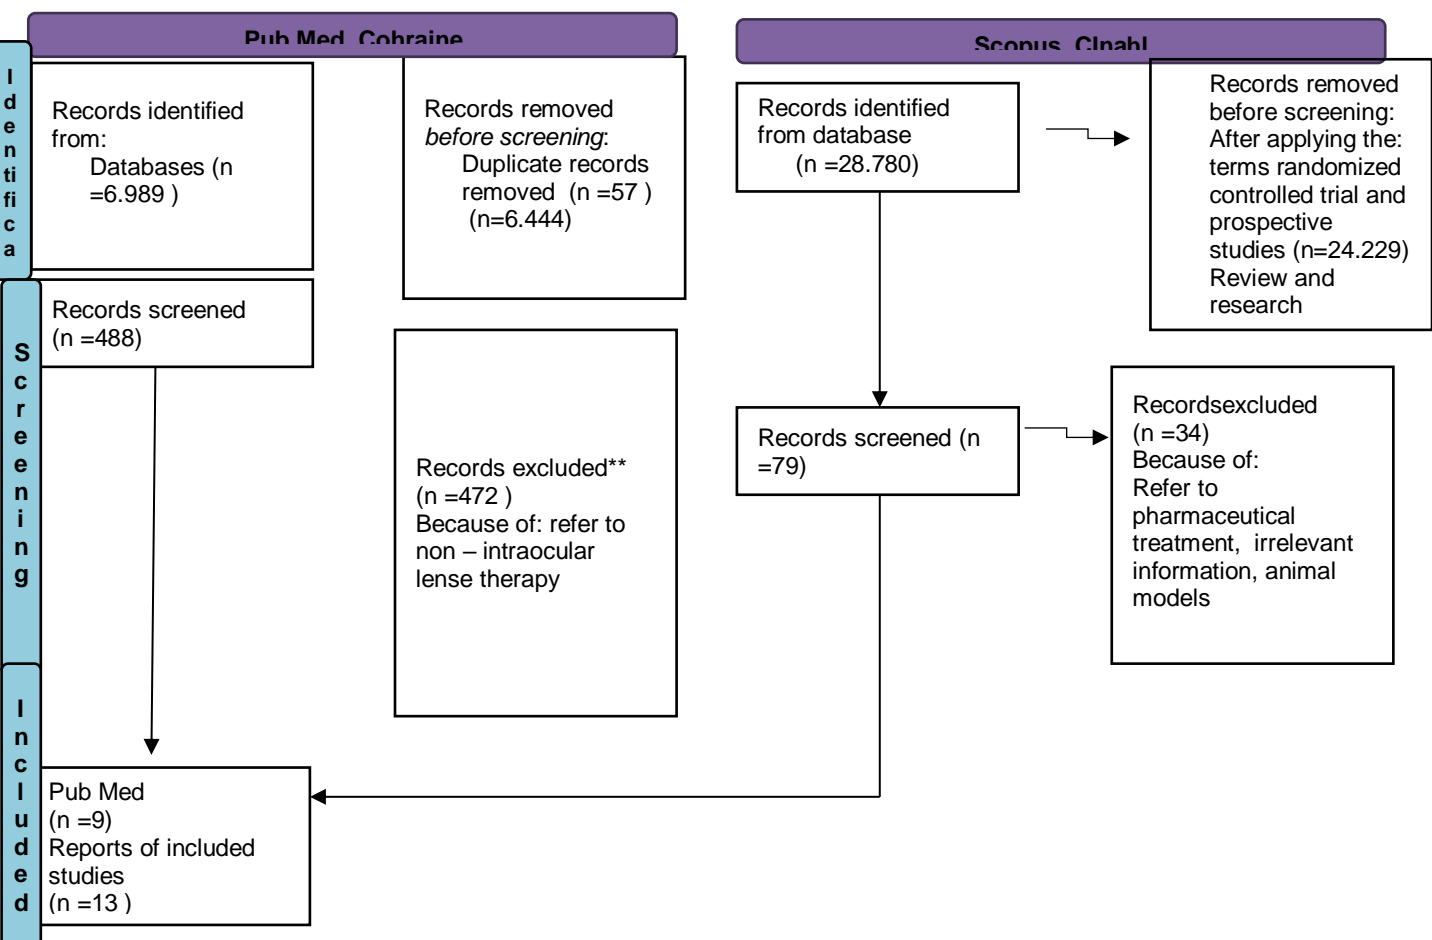 Pub Med Cohraine
Scopus CInahl
I
d
e
n
ti
fi
c
a
Records identified
from:
Databases (n
=6.989 )
Records removed
before screening:
Duplicate records
removed (n =57 )
(n=6.444)
Records identified
from database
(n =28.780)
Records removed
before screening:
After applying the:
terms randomized
controlled trial and
prospective
studies (n=24.229)
Review and
research
S
c
r
e
e
n
i
n
g
Records screened
(n =488)
Records excluded**
(n =472 )
Because of: refer to
non – intraocular
lense therapy
Records screened (n
=79)
Recordsexcluded
(n =34)
Because of:
Refer to
pharmaceutical
treatment, irrelevant
information, animal
models
I
n
c
l
u
d
e
d
Pub Med
(n =9)
Reports of included
studies
(n =13 )